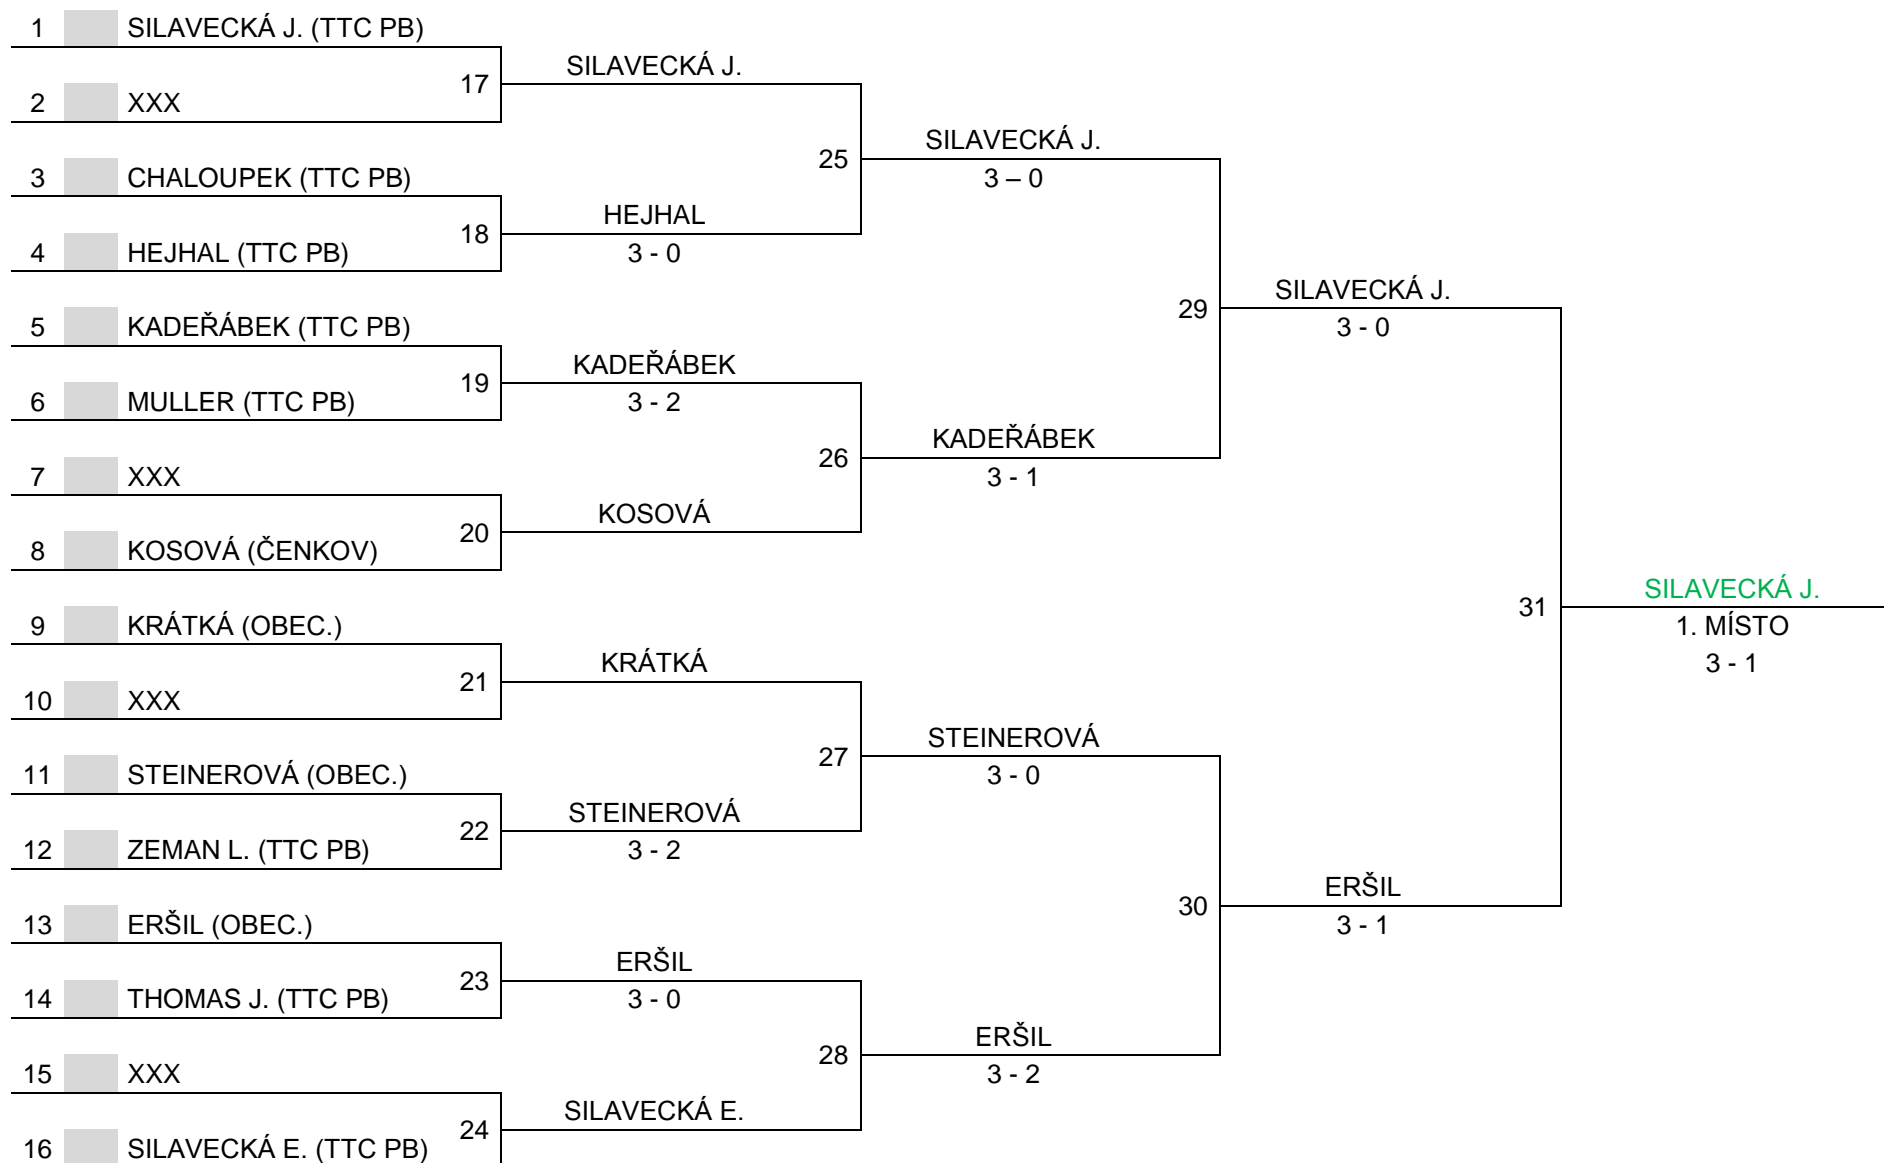 1 SILAVECKÁ J. (TTC PB)
2 XXX
3 CHALOUPEK (TTC PB)
4 HEJHAL (TTC PB)
5 KADEŘÁBEK (TTC PB)
6 MULLER (TTC PB)
7 XXX
8 KOSOVÁ (ČENKOV)
9 KRÁTKÁ (OBEC.)
10 XXX
11 STEINEROVÁ (OBEC.)
12 ZEMAN L. (TTC PB)
13 ERŠIL (OBEC.)
14 THOMAS J. (TTC PB)
15 XXX
16 SILAVECKÁ E. (TTC PB)
17
SILAVECKÁ J.
18
HEJHAL
3 - 0
19
KADEŘÁBEK
3 - 2
20
KOSOVÁ
21
KRÁTKÁ
22
STEINEROVÁ
3 - 2
23
ERŠIL
3 - 0
24
SILAVECKÁ E.
25
SILAVECKÁ J.
3 – 0
26
KADEŘÁBEK
3 - 1
27
STEINEROVÁ
3 - 0
28
ERŠIL
3 - 2
29
SILAVECKÁ J.
3 - 0
30
ERŠIL
3 - 1
31
SILAVECKÁ J.
1. MÍSTO
3 - 1